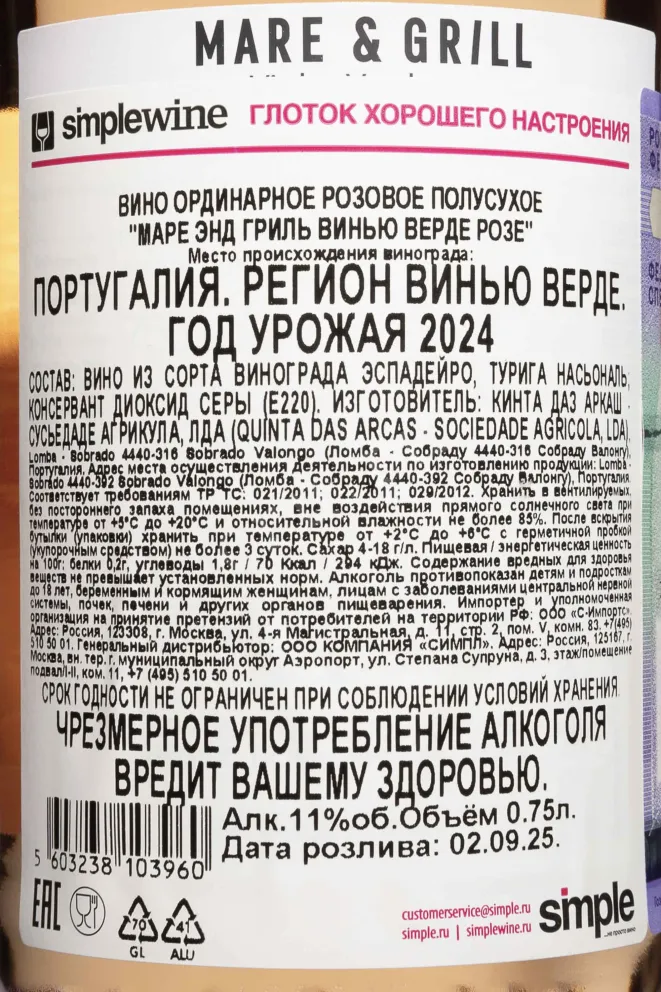 MARE & GRILL
simplewine ГЛОТОК ХОРОШЕГО НАСТРОЕНИЯ
ВИНО ОРДИНАРНОЕ РОЗОВОЕ ПОЛУСУХОЕ
"МАРЕ ЭНД ГРИЛЬ ВИНЬЮ ВЕРДЕ РОЗЕ"
Место происхождения винограда:
ПОРТУГАЛИЯ. РЕГИОН ВИНЬЮ ВЕРДЕ.
ГОД УРОЖАЯ 2024
СОСТАВ: ВИНО ИЗ СОРТА ВИНОГРАДА ЭСПАДЕЙРО, ТУРИГА НАСЬОНАЛЬ,
КОНСЕРВАНТ ДИОКСИД СЕРЫ (Е220). ИЗГОТОВИТЕЛЬ: КИНТА ДАЗ АРКАШ -
СУСЬЕДАДЕ АГРИКУЛА, ЛДА (QUINTA DAS ARCAS - SOCIEDADE AGRICOLA, LDA),
Lomba - Sobrado 4440-316 Sobrado Valongo (Ломба - Собраду 4440-316 Собраду Валонгу),
Португалия. Адрес места осуществления деятельности по изготовлению продукции: Lomba -
Sobrado 4440-392 Sobrado Valongo (Ломба - Собраду 4440-392 Собраду Валонгу), Португалия.
Соответствует требованиям ТР ТС: 021/2011; 022/2011; 029/2012. Хранить в вентилируемых,
без постороннего запаха помещениях, вне воздействия прямого солнечного света при
температуре от +5°С до +20°С и относительной влажности не более 85%. После вскрытия
бутылки (упаковки) хранить при температуре от +2°С до +6°С с герметичной пробкой
(укупорочным средством) не более 3 суток. Сахар 4-18 г/л. Пищевая / энергетическая ценность
на 100г: белки 0,2г, углеводы 1,8г / 70 Ккал / 294 кДж. Содержание вредных для здоровья
веществ не превышает установленных норм. Алкоголь противопоказан детям и подросткам
до 18 лет, беременным и кормящим женщинам, лицам с заболеваниями центральной нервной
системы, почек, печени и других органов пищеварения. Импортер и уполномоченная
организация на принятие претензий от потребителей на территории РФ: ООО «С-Импортс».
Адрес: Россия, 123308, г. Москва, ул. 4-я Магистральная, д. 11, стр. 2, пом. V, комн. 83. +7(495)
510 50 01. Генеральный дистрибьютор: ООО КОМПАНИЯ «СИМПЛ». Адрес: Россия, 125167, г.
Москва, вн. тер. г. муниципальный округ Аэропорт, ул. Степана Супруна, д. 3, этаж/помещение
подвал/I-II, ком. 11, +7 (495) 510 50 01.
СРОК ГОДНОСТИ НЕ ОГРАНИЧЕН ПРИ СОБЛЮДЕНИИ УСЛОВИЙ ХРАНЕНИЯ
ЧРЕЗМЕРНОЕ УПОТРЕБЛЕНИЕ АЛКОГОЛЯ
ВРЕДИТ ВАШЕМУ ЗДОРОВЬЮ.
Алк.11%об.Объём 0.75л.
Дата розлива: 02.09.25.
5 603238 103960
EAC
70 GL
41 ALU
customerservice@simple.ru
simple.ru | simplewine.ru
simple
...не просто вино